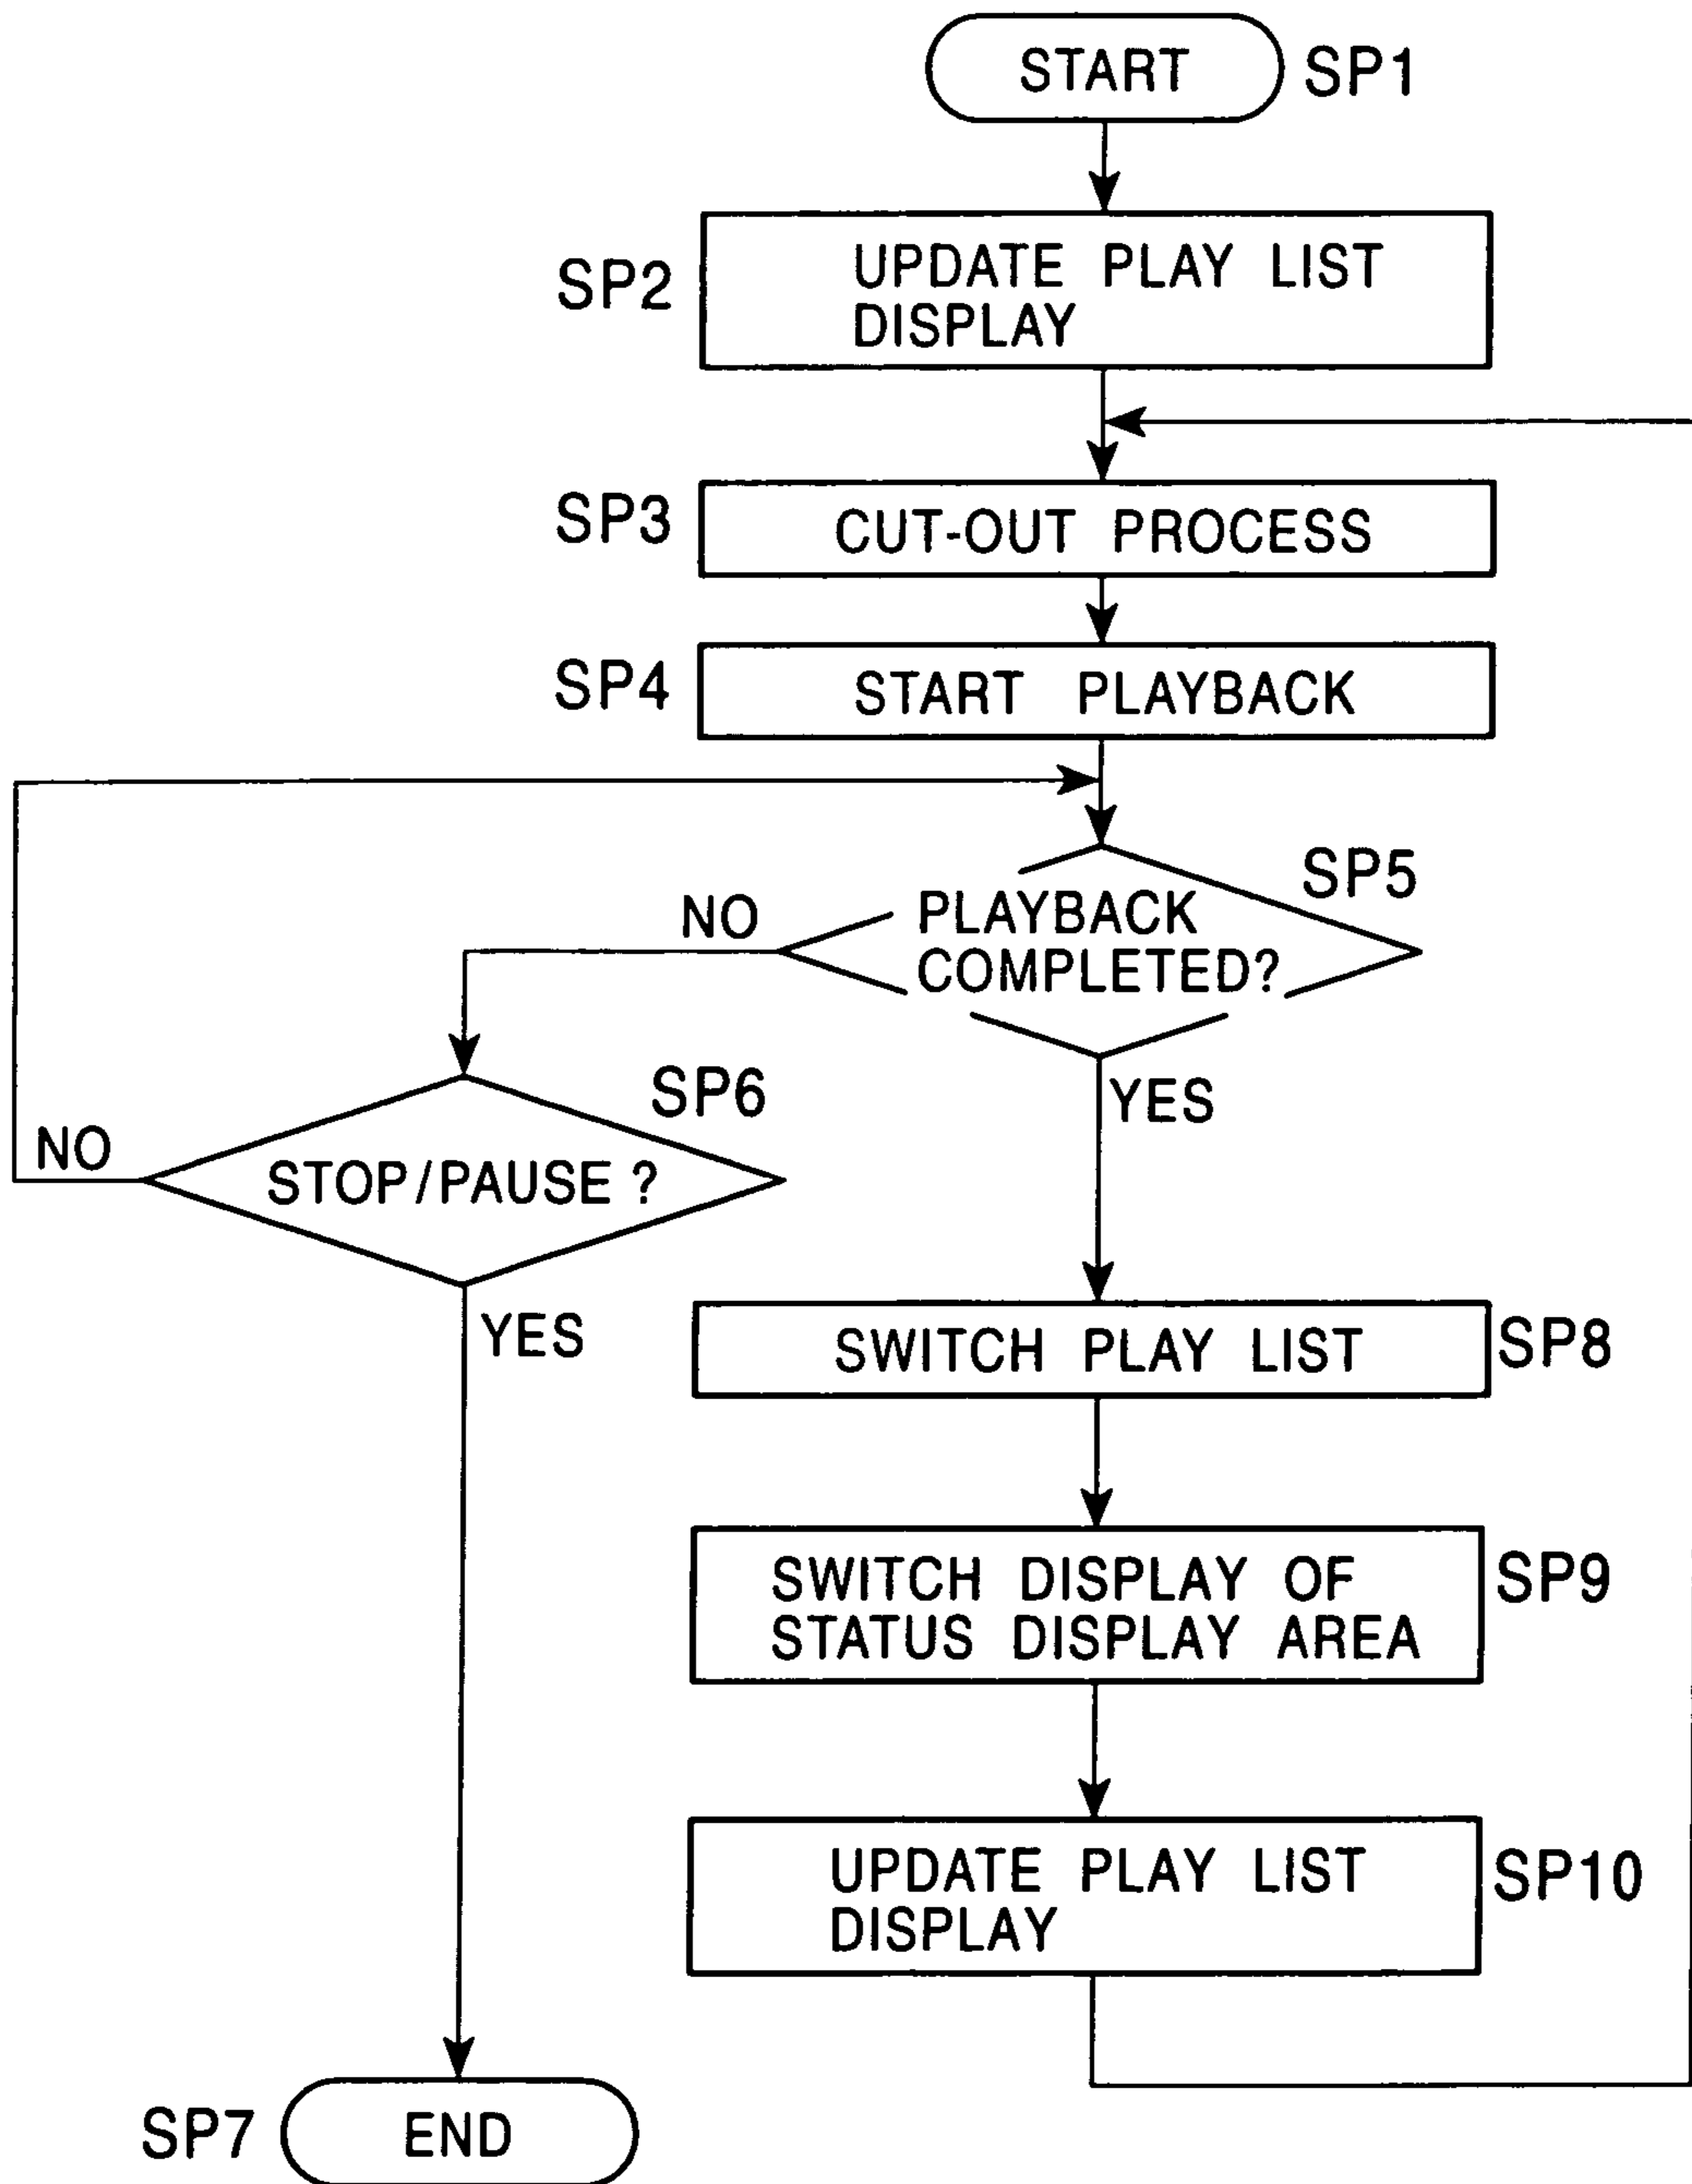 START
SP1
SP2
UPDATE PLAY LIST
DISPLAY
SP3
CUT-OUT PROCESS
SP4
START PLAYBACK
SP5
NO
PLAYBACK
COMPLETED?
SP6
YES
NO
STOP/PAUSE ?
YES
SWITCH PLAY LIST
SP8
SWITCH DISPLAY OF
STATUS DISPLAY AREA
SP9
UPDATE PLAY LIST
DISPLAY
SP10
SP7
END